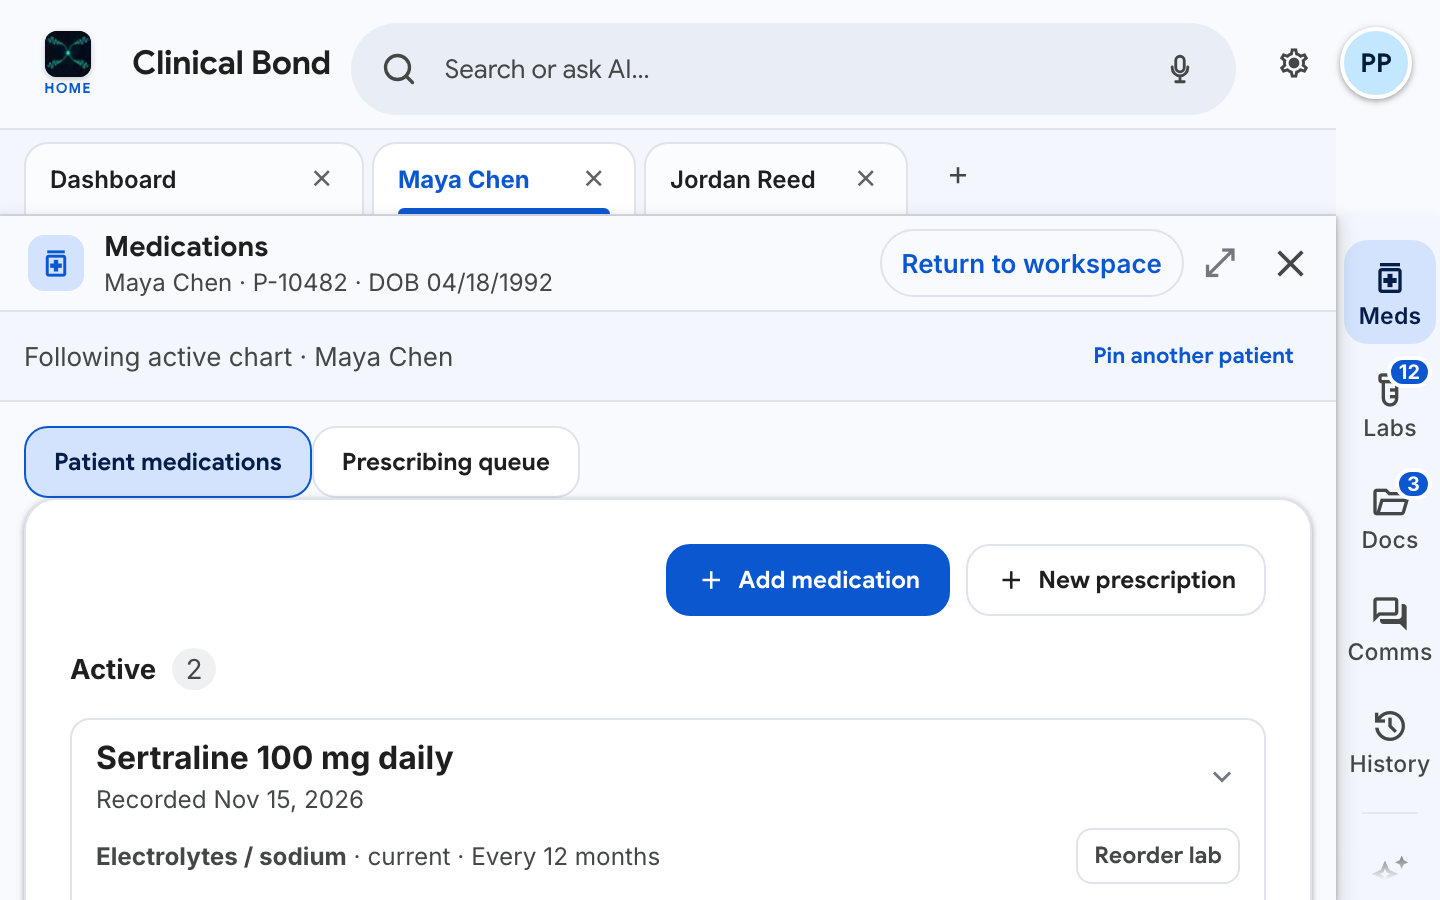 HOME
Clinical Bond
Search or ask AI...
PP
Dashboard
Maya Chen
Jordan Reed
Medications
Maya Chen · P-10482 · DOB 04/18/1992
Return to workspace
Following active chart · Maya Chen
Pin another patient
Patient medications
Prescribing queue
Add medication
New prescription
Active 2
Sertraline 100 mg daily
Recorded Nov 15, 2026
Electrolytes / sodium · current · Every 12 months
Reorder lab
Meds
12
Labs
3
Docs
Comms
History